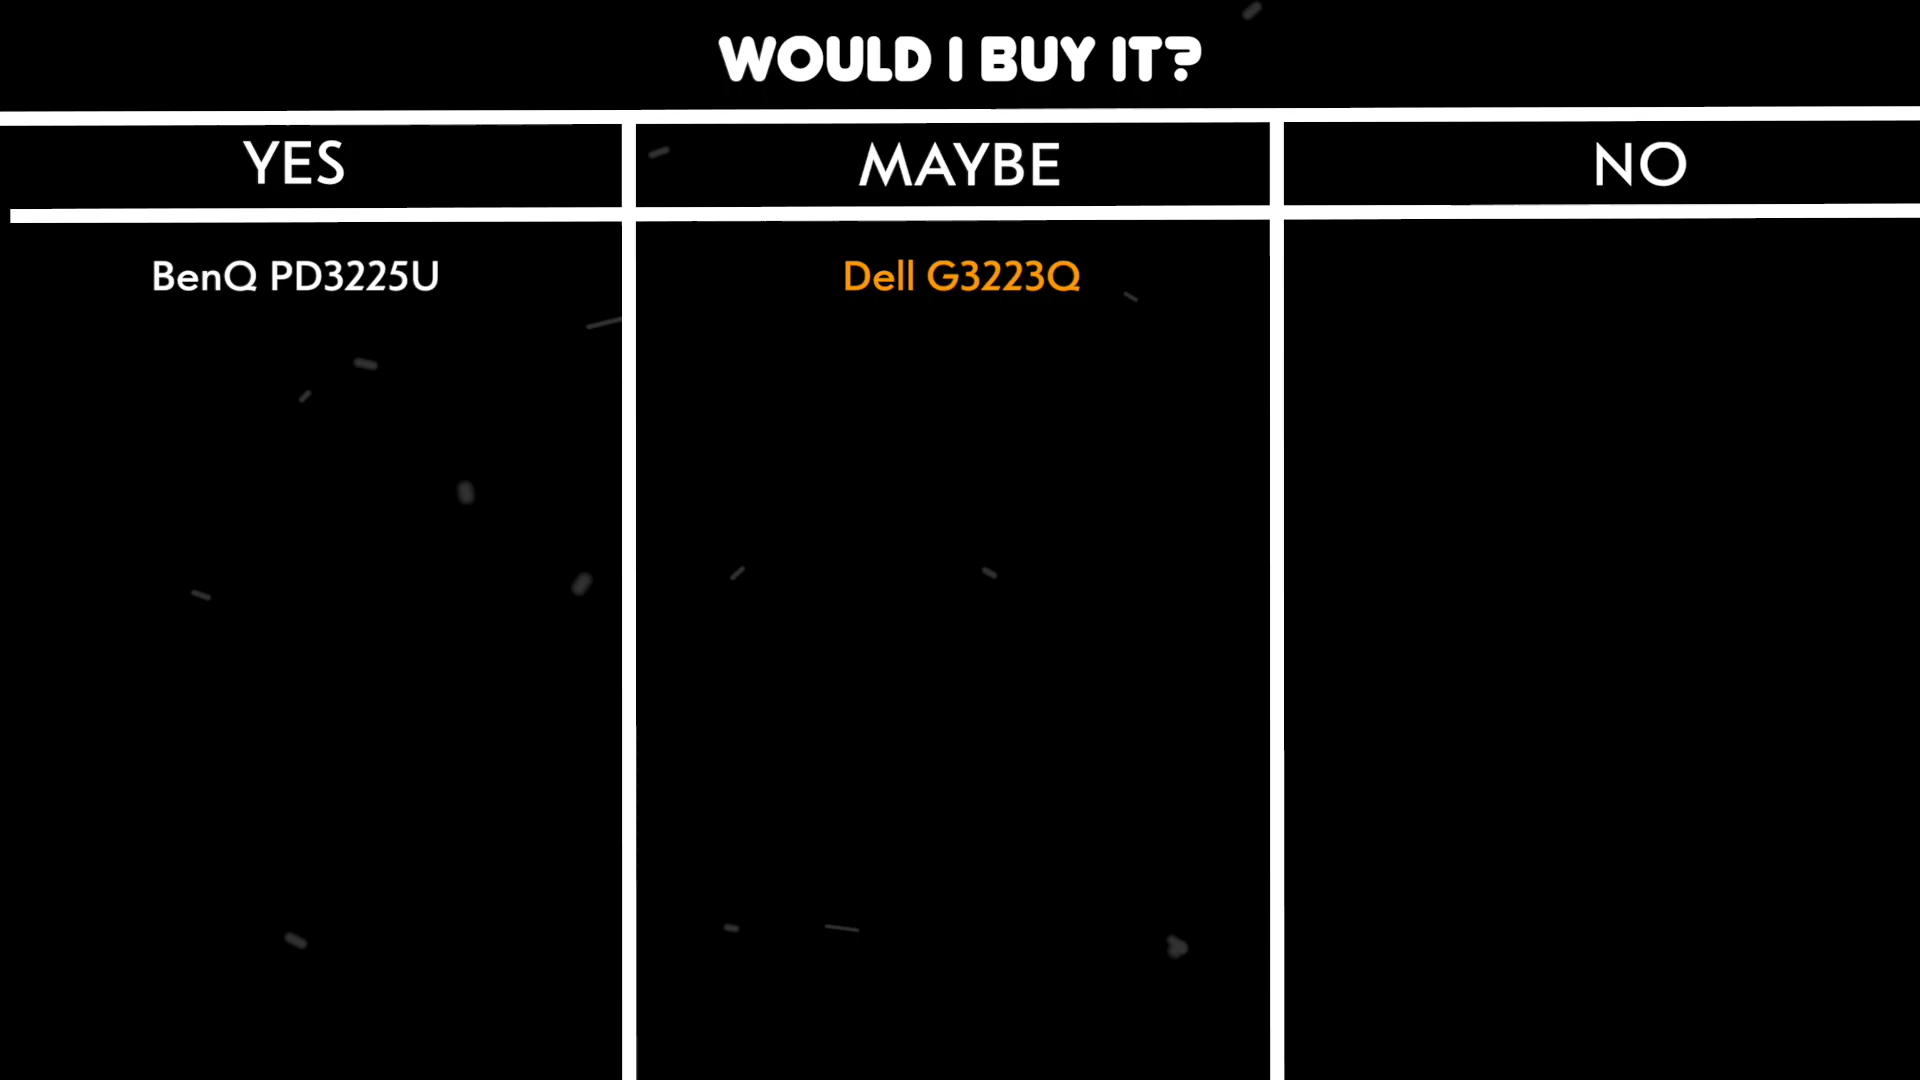 WOULD I BUY IT?
YES
MAYBE
NO
BenQ PD3225U
Dell G3223Q